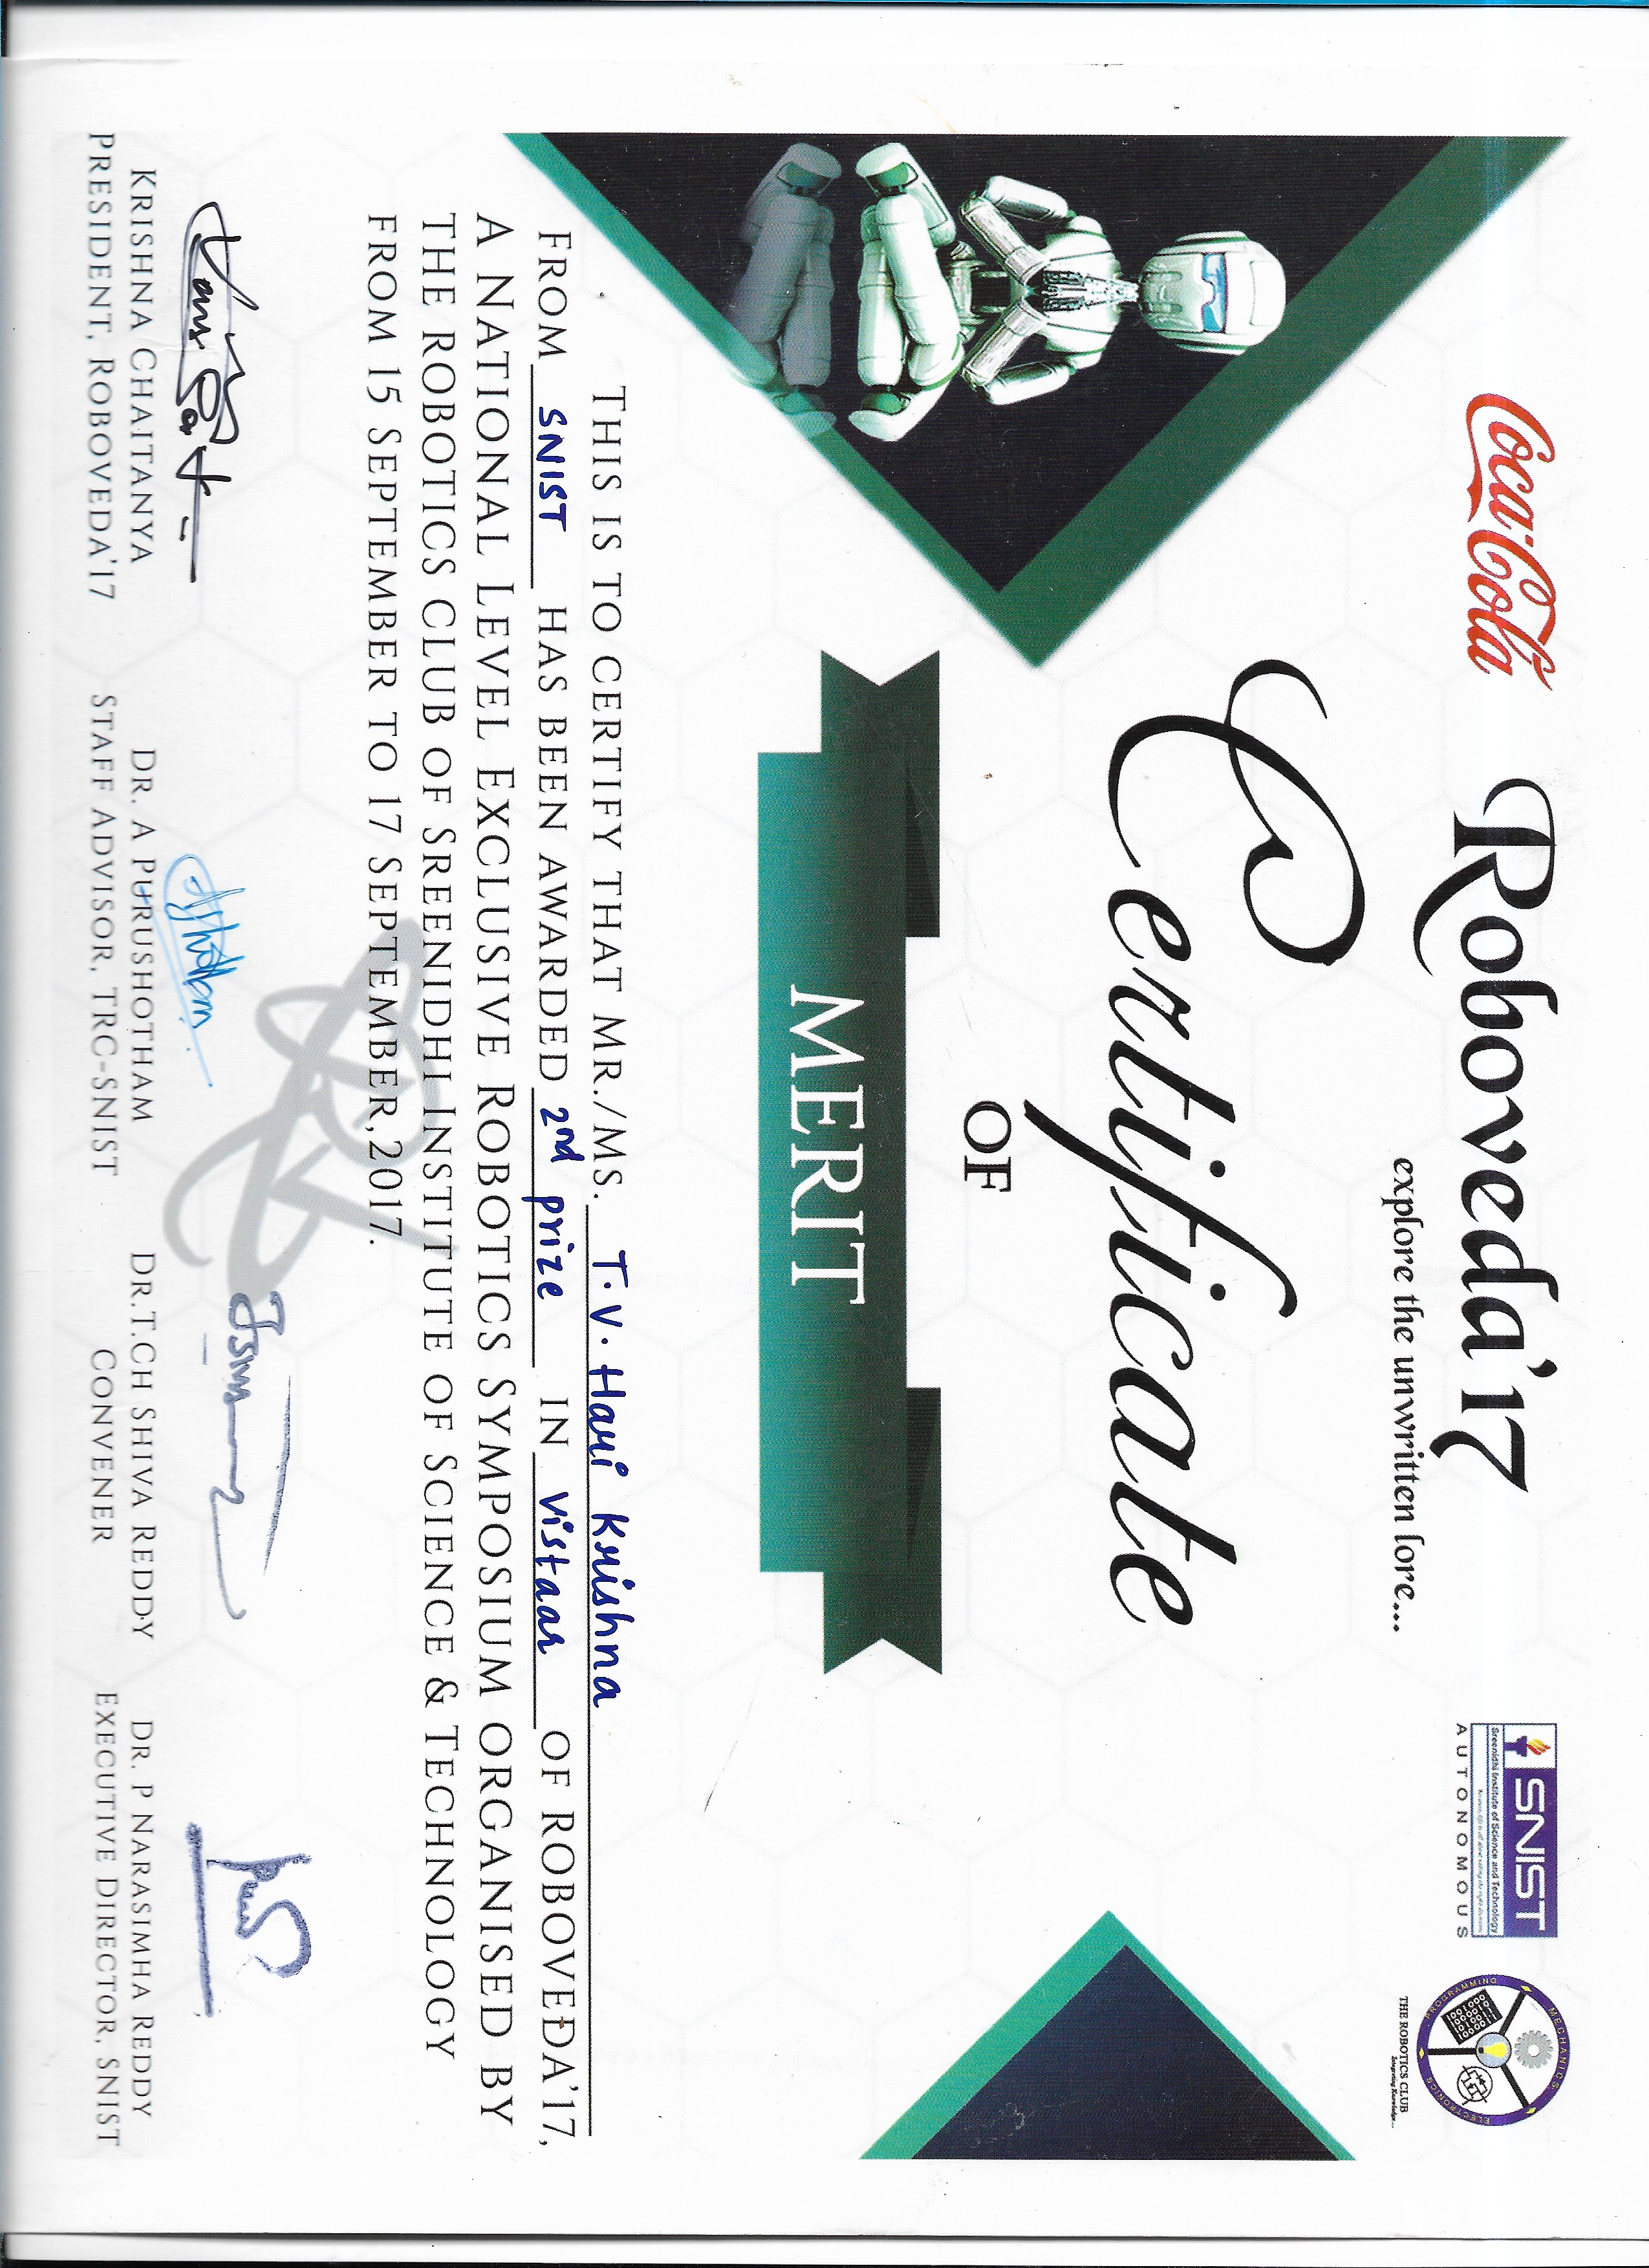 Coca-Cola
Roboveda'17
explore the unwritten lore...
SNIST
Sreenidhi Institute of Science and Technology
AUTONOMOUS
MECHANICS
ELECTRONICS
PROGRAMMING
THE ROBOTICS CLUB
Integrating Knowledge...
Certificate
OF
MERIT
THIS IS TO CERTIFY THAT MR./MS. T. V. Hari Krishna
FROM SNIST HAS BEEN AWARDED 2nd prize IN Vistaar OF ROBOVEDA'17,
A NATIONAL LEVEL EXCLUSIVE ROBOTICS SYMPOSIUM ORGANISED BY
THE ROBOTICS CLUB OF SREENIDHI INSTITUTE OF SCIENCE & TECHNOLOGY
FROM 15 SEPTEMBER TO 17 SEPTEMBER,2017.
KRISHNA CHAITANYA
PRESIDENT, ROBOVEDA'17
DR. A PURUSHOTHAM
STAFF ADVISOR, TRC-SNIST
DR.T.CH SHIVA REDDY
CONVENER
DR. P NARASIMHA REDDY
EXECUTIVE DIRECTOR, SNIST